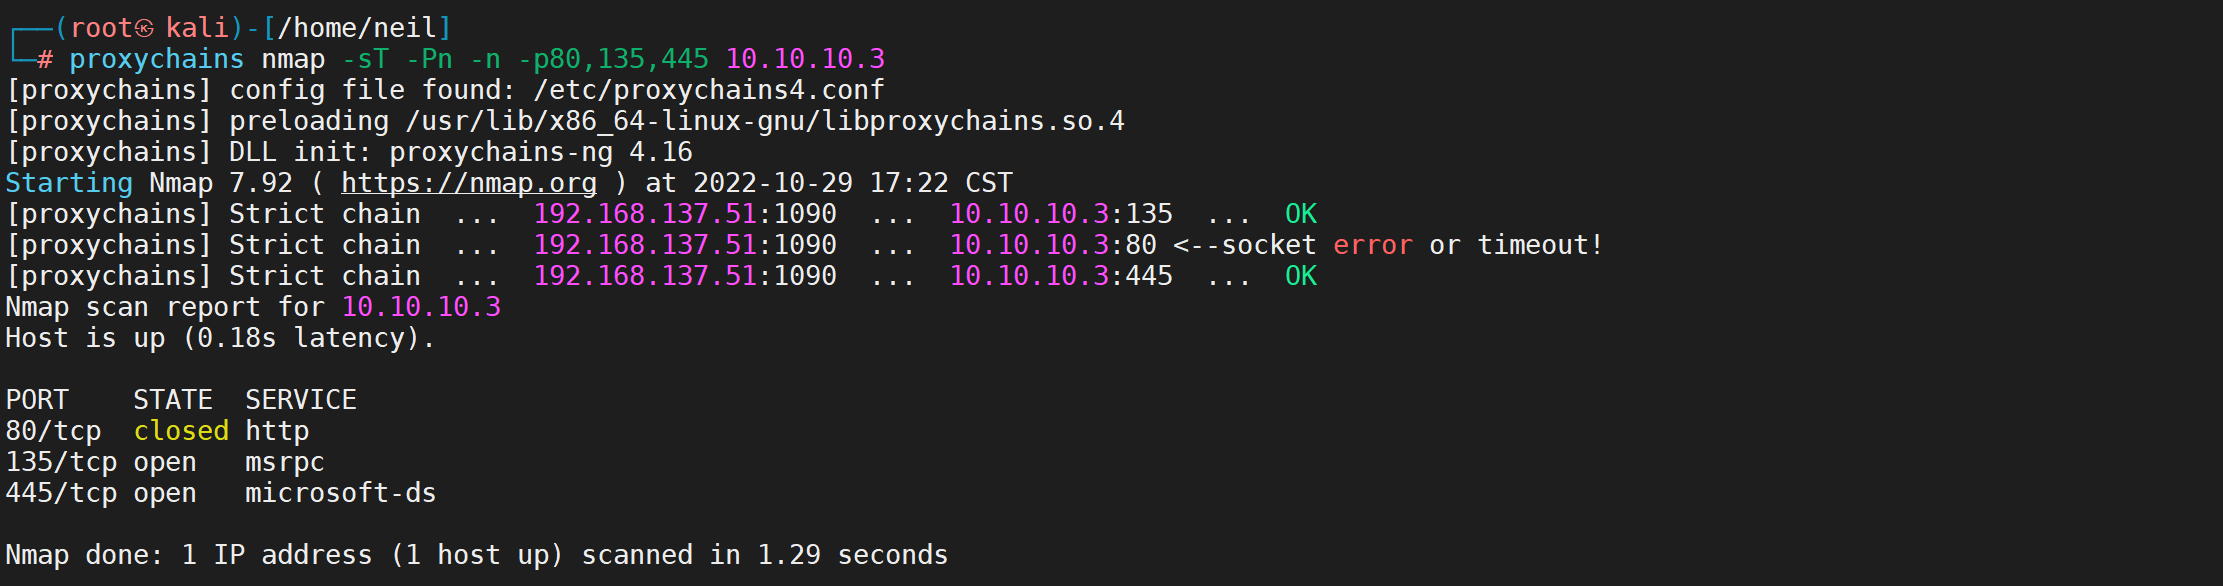 ┌──(root㉿kali)-[/home/neil]
└─# proxychains nmap -sT -Pn -n -p80,135,445 10.10.10.3
[proxychains] config file found: /etc/proxychains4.conf
[proxychains] preloading /usr/lib/x86_64-linux-gnu/libproxychains.so.4
[proxychains] DLL init: proxychains-ng 4.16
Starting Nmap 7.92 ( https://nmap.org ) at 2022-10-29 17:22 CST
[proxychains] Strict chain  ...  192.168.137.51:1090  ...  10.10.10.3:135  ...  OK
[proxychains] Strict chain  ...  192.168.137.51:1090  ...  10.10.10.3:80 <--socket error or timeout!
[proxychains] Strict chain  ...  192.168.137.51:1090  ...  10.10.10.3:445  ...  OK
Nmap scan report for 10.10.10.3
Host is up (0.18s latency).

PORT    STATE  SERVICE
80/tcp  closed http
135/tcp open   msrpc
445/tcp open   microsoft-ds

Nmap done: 1 IP address (1 host up) scanned in 1.29 seconds